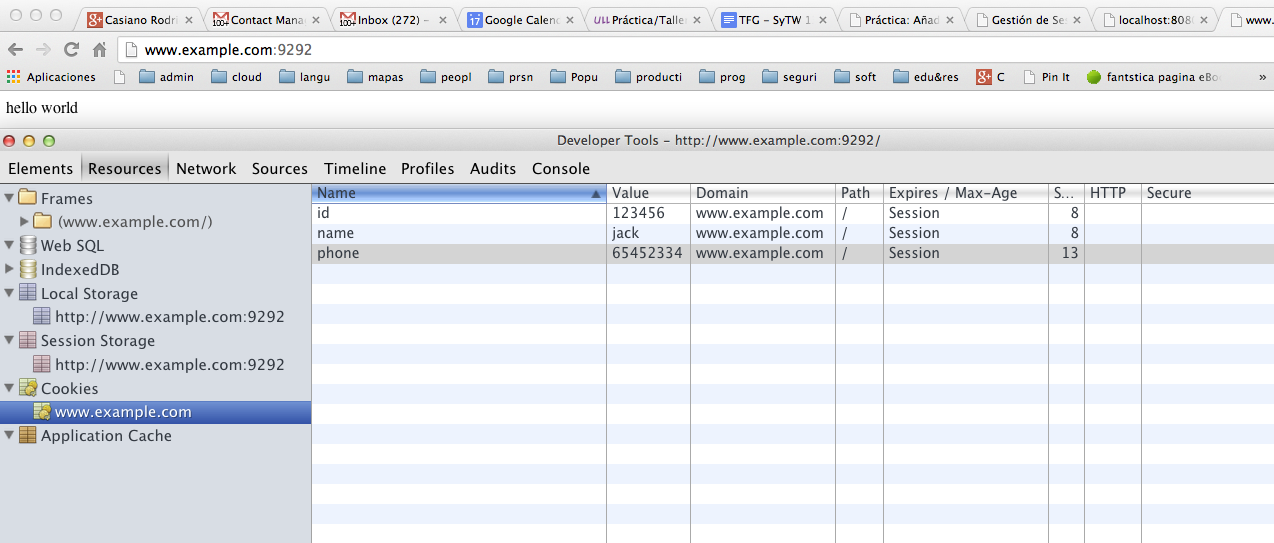 Casiano Rodri
Contact Mana
Inbox (272) –
Google Calend
Práctica/Taller
TFG – SyTW 1
Práctica: Añad
Gestión de Se
localhost:808
www.
www.example.com:9292
Aplicaciones admin cloud langu mapas peopl prsn Popu producti prog seguri soft edu&res C Pin It fantstica pagina eBo »
hello world
Developer Tools – http://www.example.com:9292/
Elements Resources Network Sources Timeline Profiles Audits Console
Frames
(www.example.com/)
Web SQL
IndexedDB
Local Storage
http://www.example.com:9292
Session Storage
http://www.example.com:9292
Cookies
www.example.com
Application Cache
Name Value Domain Path Expires / Max-Age S... HTTP Secure
id 123456 www.example.com / Session 8
name jack www.example.com / Session 8
phone 65452334 www.example.com / Session 13